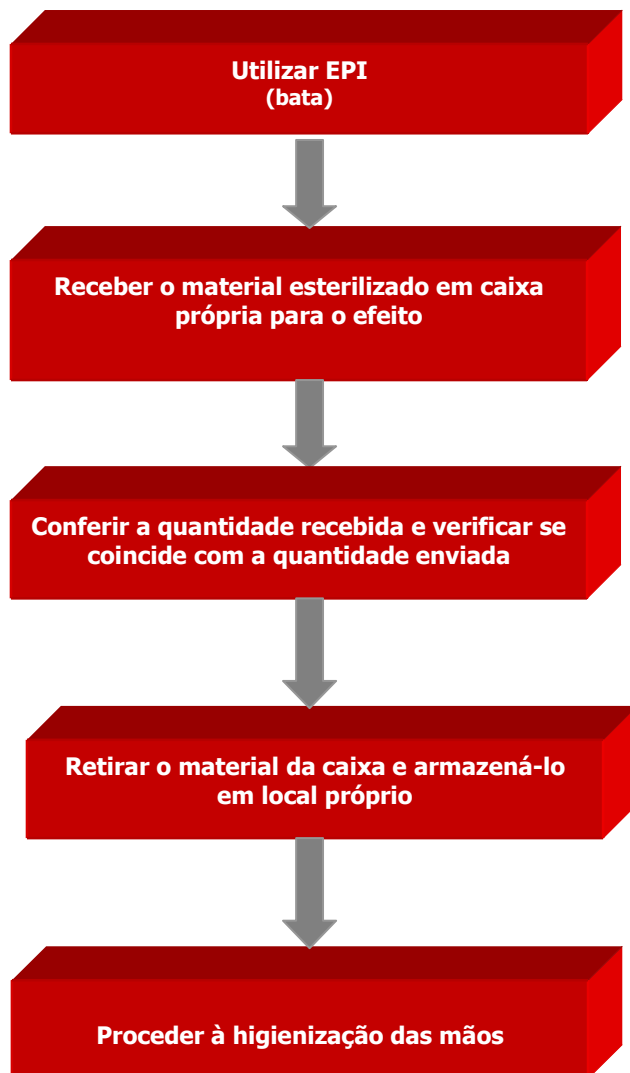 Utilizar EPI
(bata)
Receber o material esterilizado em caixa
própria para o efeito
Conferir a quantidade recebida e verificar se
coincide com a quantidade enviada
Retirar o material da caixa e armazená-lo
em local próprio
Proceder à higienização das mãos